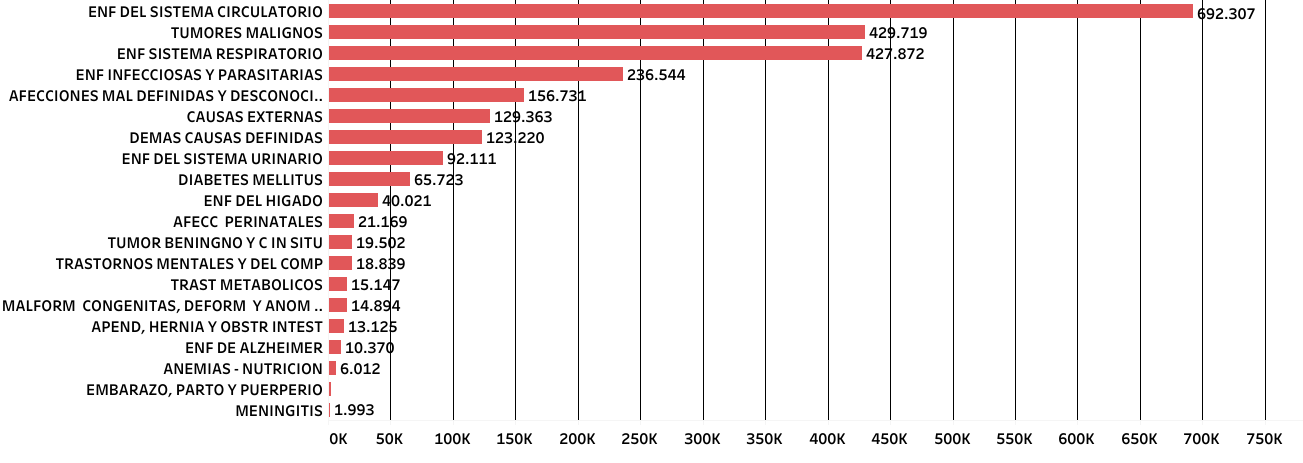 ENF DEL SISTEMA CIRCULATORIO 692.307
TUMORES MALIGNOS 429.719
ENF SISTEMA RESPIRATORIO 427.872
ENF INFECCIOSAS Y PARASITARIAS 236.544
AFECCIONES MAL DEFINIDAS Y DESCONOCI.. 156.731
CAUSAS EXTERNAS 129.363
DEMAS CAUSAS DEFINIDAS 123.220
ENF DEL SISTEMA URINARIO 92.111
DIABETES MELLITUS 65.723
ENF DEL HIGADO 40.021
AFECC  PERINATALES 21.169
TUMOR BENINGNO Y C IN SITU 19.502
TRASTORNOS MENTALES Y DEL COMP 18.839
TRAST METABOLICOS 15.147
MALFORM  CONGENITAS, DEFORM  Y ANOM .. 14.894
APEND, HERNIA Y OBSTR INTEST 13.125
ENF DE ALZHEIMER 10.370
ANEMIAS - NUTRICION 6.012
EMBARAZO, PARTO Y PUERPERIO
MENINGITIS 1.993
0K 50K 100K 150K 200K 250K 300K 350K 400K 450K 500K 550K 600K 650K 700K 750K